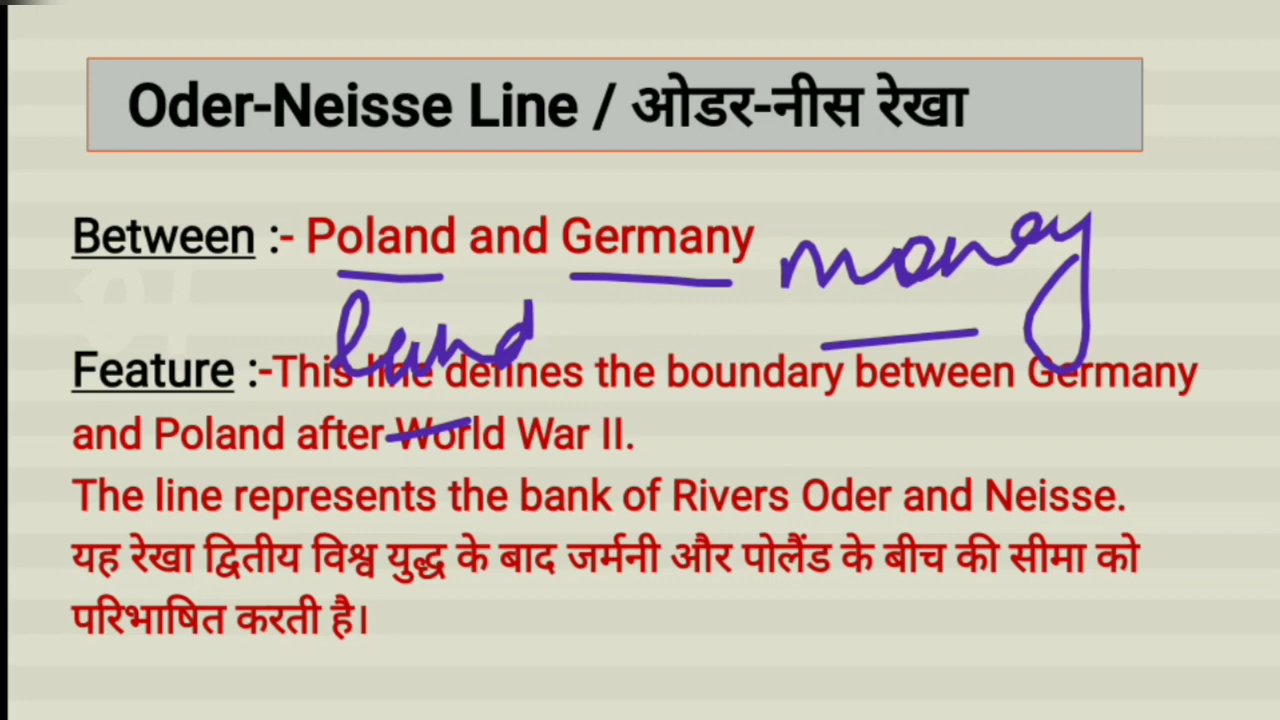 Oder-Neisse Line / ओडर-नीस रेखा
Between :- Poland and Germany
money
land
Feature :-This line defines the boundary between Germany
and Poland after World War II.
The line represents the bank of Rivers Oder and Neisse.
यह रेखा द्वितीय विश्व युद्ध के बाद जर्मनी और पोलैंड के बीच की सीमा को
परिभाषित करती है।